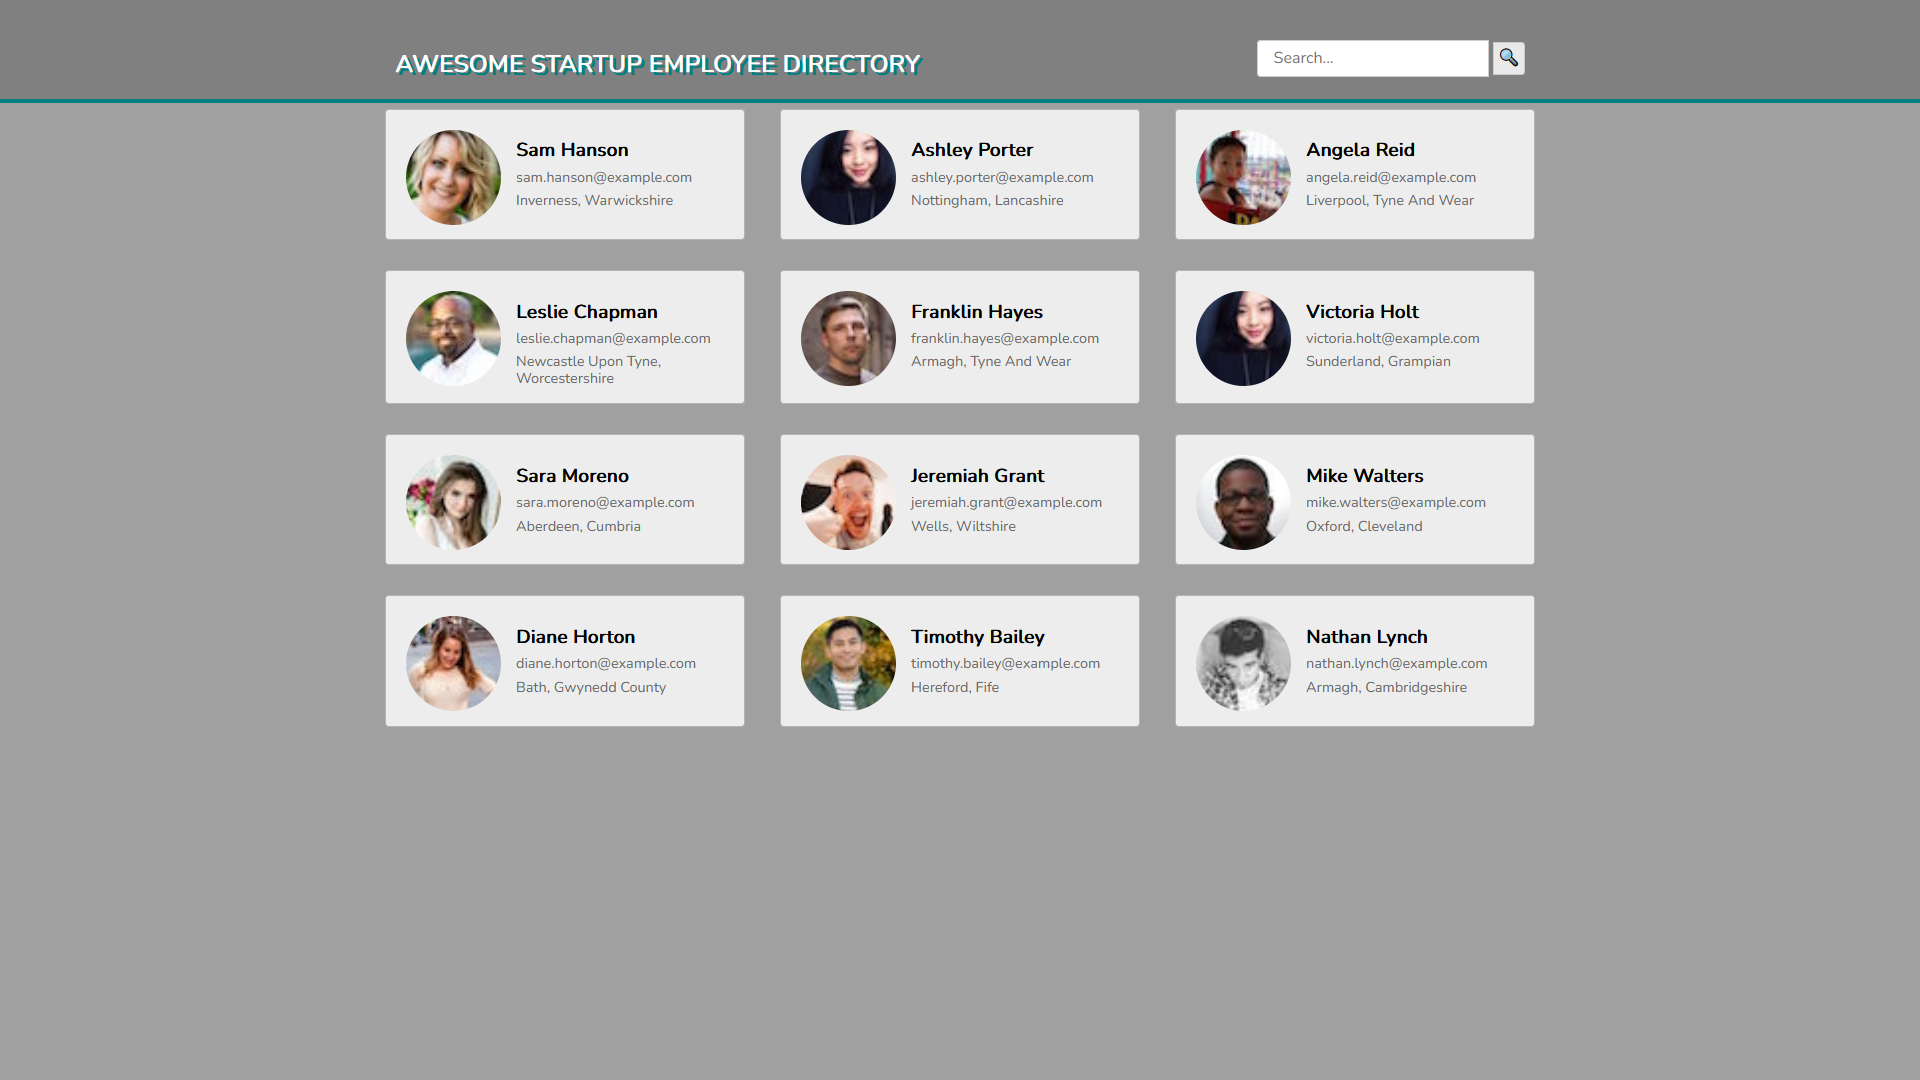 AWESOME STARTUP EMPLOYEE DIRECTORY
Search...
Sam Hanson
sam.hanson@example.com
Inverness, Warwickshire
Ashley Porter
ashley.porter@example.com
Nottingham, Lancashire
Angela Reid
angela.reid@example.com
Liverpool, Tyne And Wear
Leslie Chapman
leslie.chapman@example.com
Newcastle Upon Tyne,
Worcestershire
Franklin Hayes
franklin.hayes@example.com
Armagh, Tyne And Wear
Victoria Holt
victoria.holt@example.com
Sunderland, Grampian
Sara Moreno
sara.moreno@example.com
Aberdeen, Cumbria
Jeremiah Grant
jeremiah.grant@example.com
Wells, Wiltshire
Mike Walters
mike.walters@example.com
Oxford, Cleveland
Diane Horton
diane.horton@example.com
Bath, Gwynedd County
Timothy Bailey
timothy.bailey@example.com
Hereford, Fife
Nathan Lynch
nathan.lynch@example.com
Armagh, Cambridgeshire